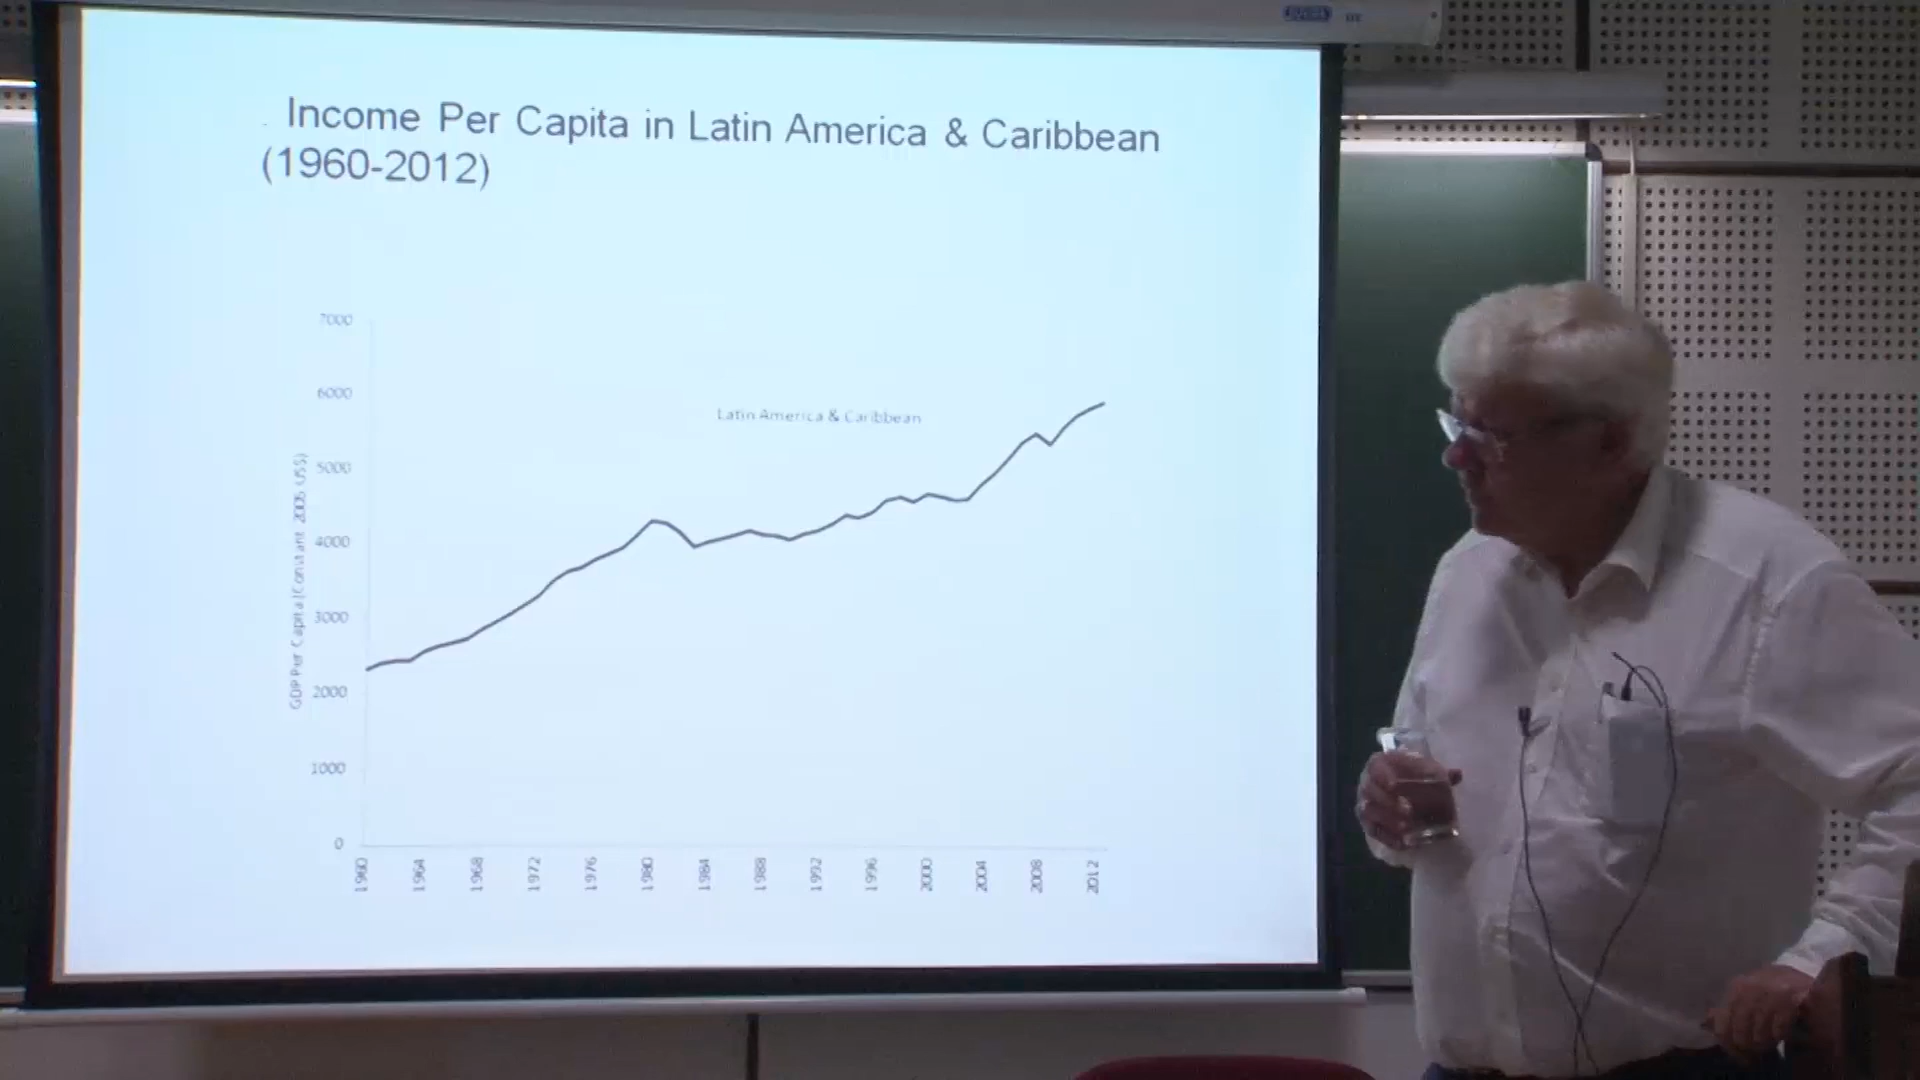 Income Per Capita in Latin America & Caribbean
(1960-2012)
7000
6000
5000
4000
3000
2000
1000
0
GDP Per Capita (Constant 2005 US$)
Latin America & Caribbean
1960 1964 1968 1972 1976 1980 1984 1988 1992 1996 2000 2004 2008 2012